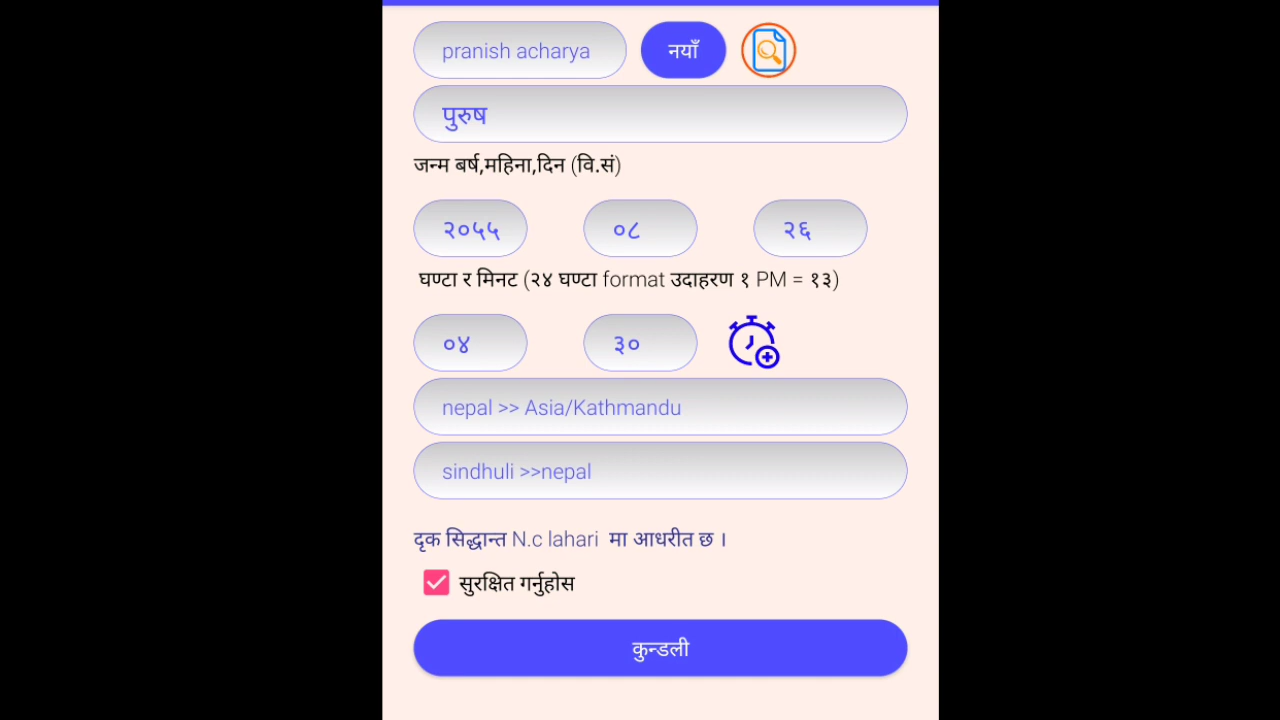 pranish acharya नयाँ
पुरुष
जन्म बर्ष,महिना,दिन (वि.सं)
२०५५ ०८ २६
घण्टा र मिनट (२४ घण्टा format उदाहरण १ PM = १३)
०४ ३०
nepal >> Asia/Kathmandu
sindhuli >>nepal
दृक सिद्धान्त N.c lahari मा आधरीत छ ।
सुरक्षित गर्नुहोस
कुन्डली